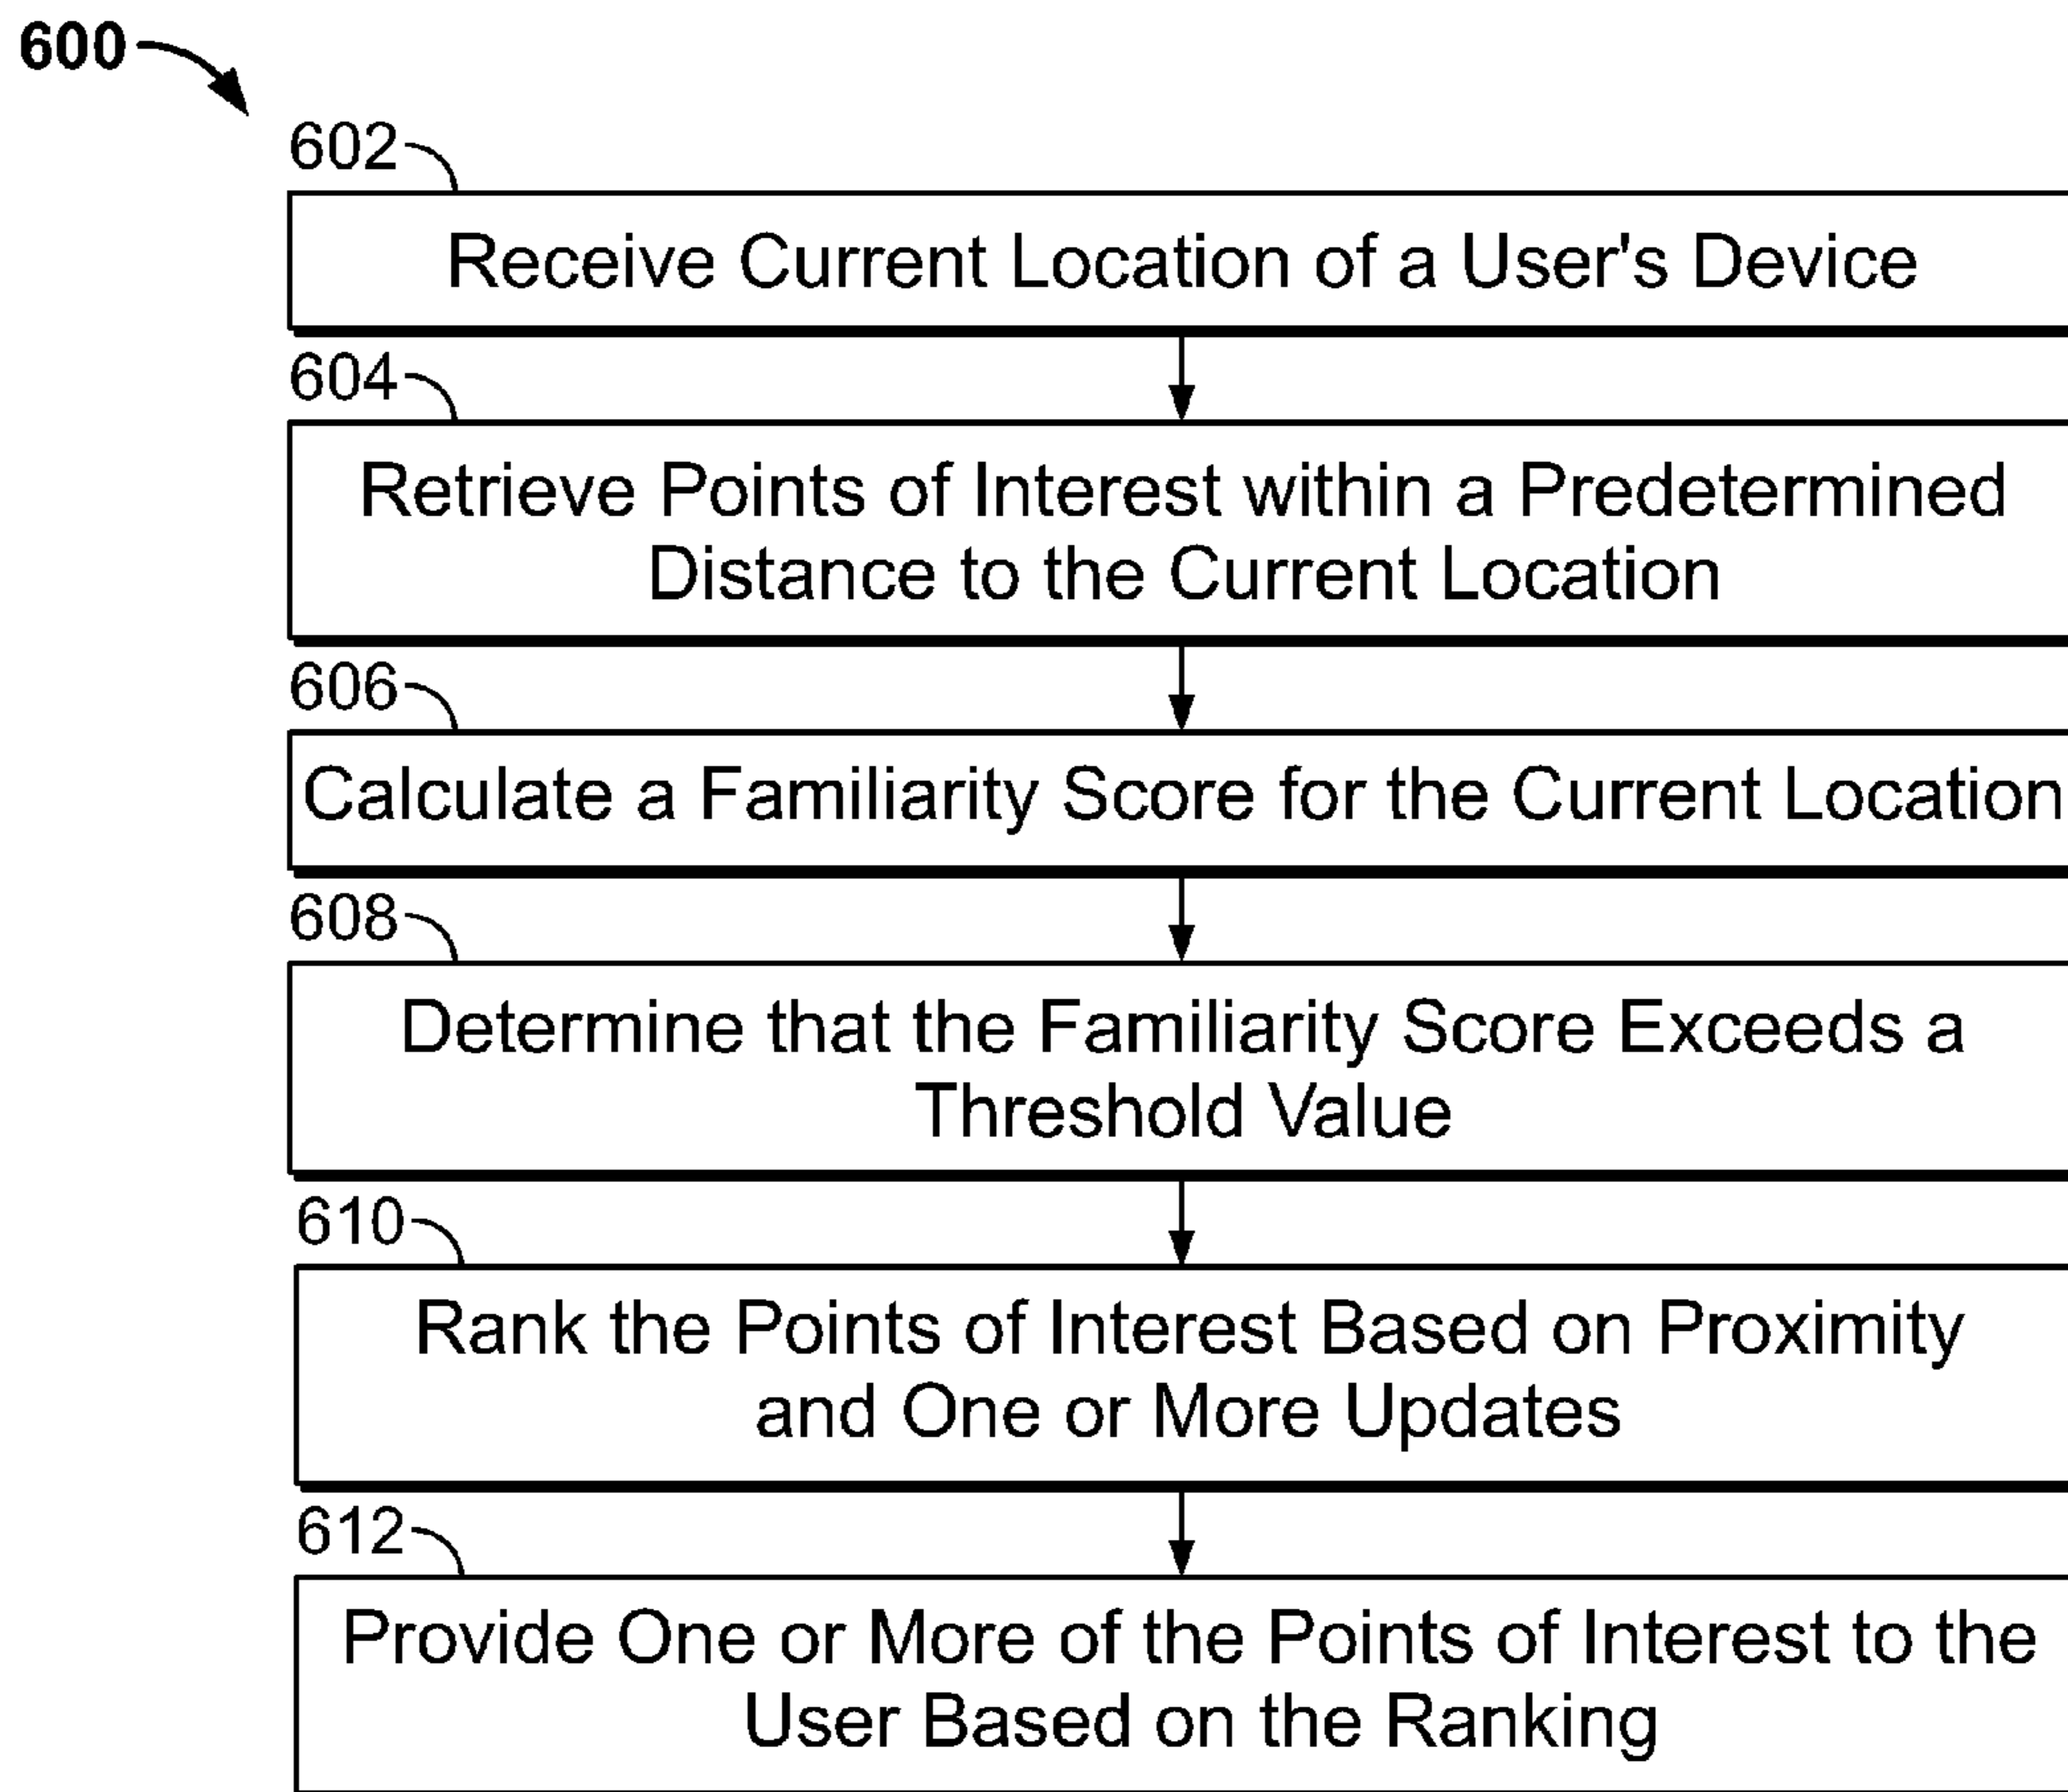 600
602
Receive Current Location of a User's Device
604
Retrieve Points of Interest within a Predetermined
Distance to the Current Location
606
Calculate a Familiarity Score for the Current Location
608
Determine that the Familiarity Score Exceeds a
Threshold Value
610
Rank the Points of Interest Based on Proximity
and One or More Updates
612
Provide One or More of the Points of Interest to the
User Based on the Ranking